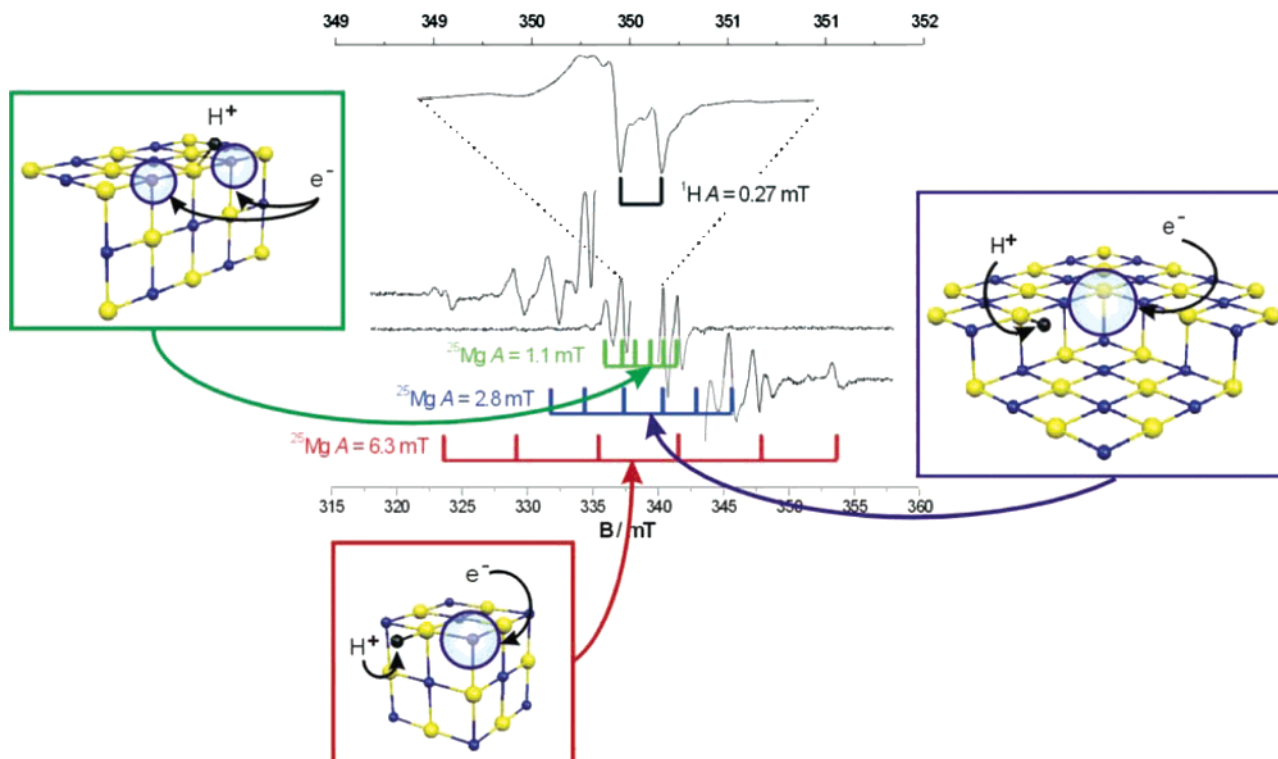 349 349 350 350 351 351 352
H+
e-
¹H A = 0.27 mT
e-
H+
²⁵Mg A = 1.1 mT
²⁵Mg A = 2.8 mT
²⁵Mg A = 6.3 mT
315 320 325 330 335 340 345 350 355 360
B / mT
e-
H+